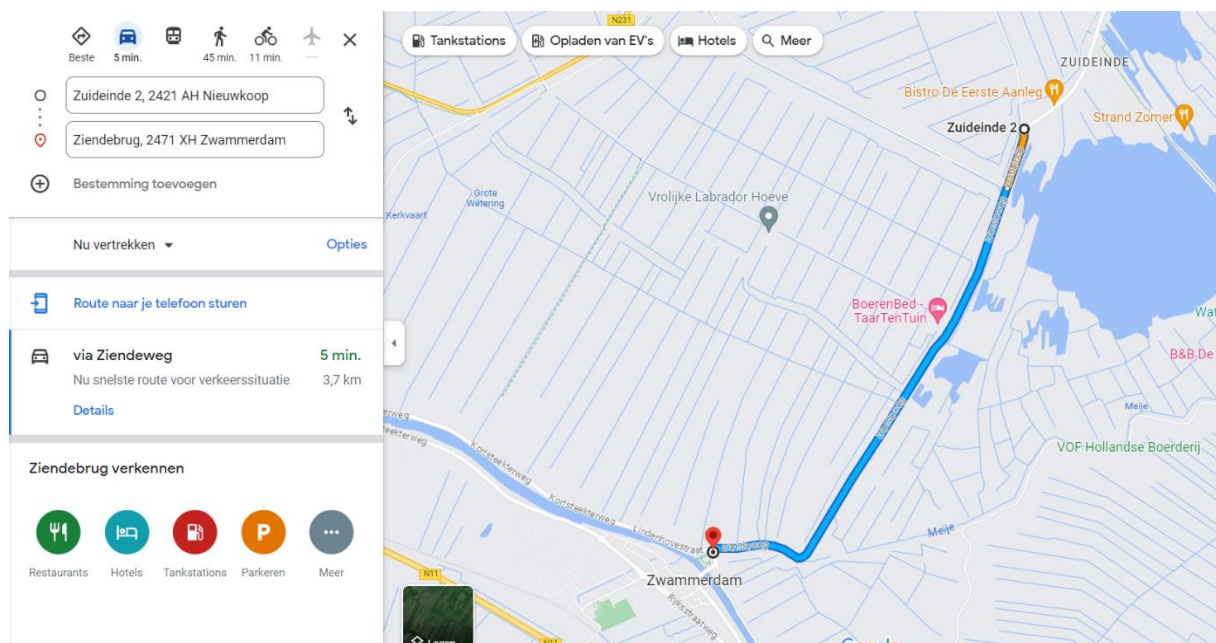 Beste
5 min.
45 min.
11 min.
—
Zuideinde 2, 2421 AH Nieuwkoop
Ziendebrug, 2471 XH Zwammerdam
Bestemming toevoegen
Nu vertrekken
Opties
Route naar je telefoon sturen
via Ziendeweg
5 min.
Nu snelste route voor verkeerssituatie
3,7 km
Details
Ziendebrug verkennen
Restaurants
Hotels
Tankstations
Parkeren
Meer
N231
Tankstations
Opladen van EV's
Hotels
Meer
ZUIDEINDE
Bistro De Eerste Aanleg
Strand Zomer
Zuideinde 2
Grote
Wetering
Kerkvaart
Vrolijke Labrador Hoeve
BoerenBed -
TaarTenTuin
B&B De
Meije
VOF Hollandse Boerderij
Kortsteekterweg
Kortsteekterweg
Lindenhovestraat
Ziendeweg
Meije
Zwammerdam
N11
Rijksstraatweg
N11